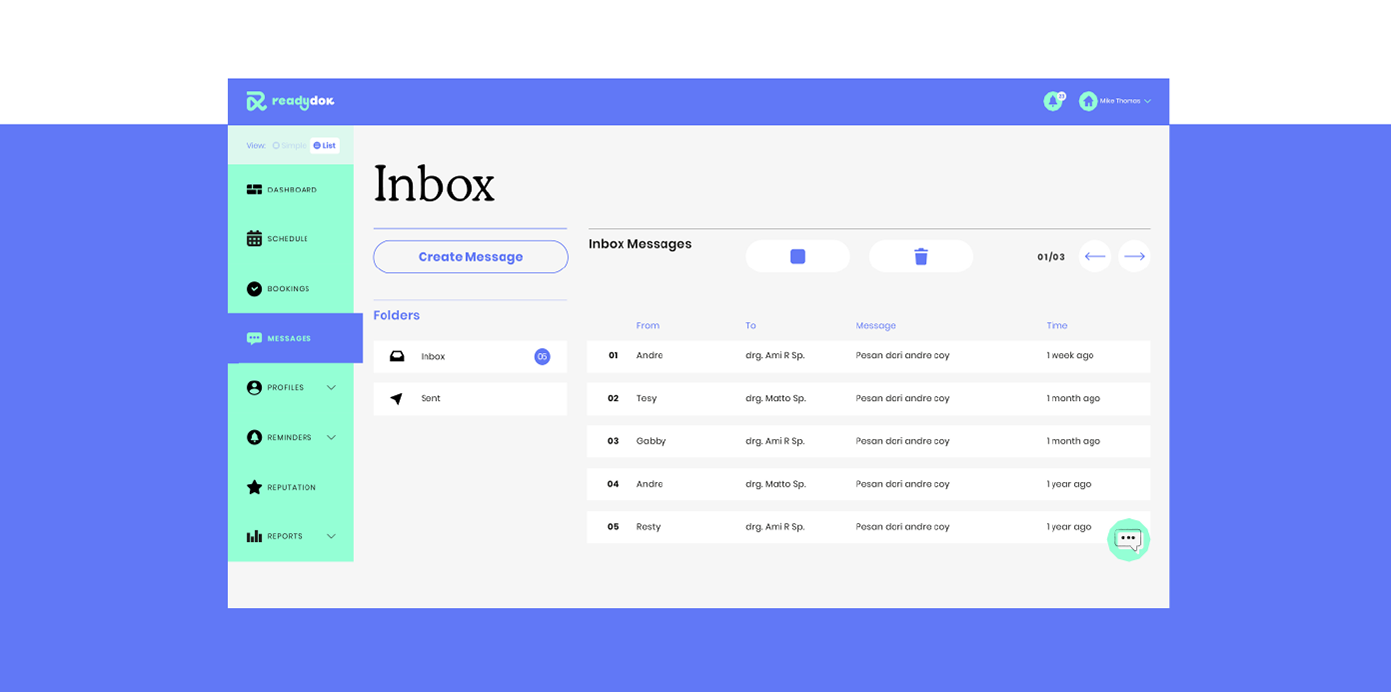 readydok
Mike Thomas
View: Simple List
DASHBOARD
SCHEDULE
BOOKINGS
MESSAGES
PROFILES
REMINDERS
REPUTATION
REPORTS
Inbox
Create Message
Folders
Inbox 05
Sent
Inbox Messages
01/03
From To Message Time
01 Andre drg. Ami R Sp. Pesan dari andre coy 1 week ago
02 Tesy drg. Matto Sp. Pesan dari andre coy 1 month ago
03 Gabby drg. Ami R Sp. Pesan dari andre coy 1 month ago
04 Andre drg. Matto Sp. Pesan dari andre coy 1 year ago
05 Resty drg. Ami R Sp. Pesan dari andre coy 1 year ago